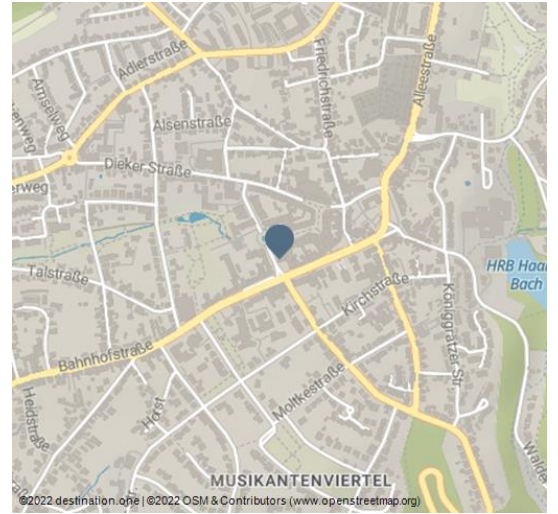 Adlerstraße
Friedrichstraße
Alleestraße
Amselweg
Alsenstraße
Dieker Straße
erweg
HRB Haa
Bach
Talstraße
Kirchstraße
Königgrätzer Str
Bahnhofstraße
Heidstraße
Horst
Moltkestraße
Walde
MUSIKANTENVIERTEL
©2022 destination.one | ©2022 OSM & Contributors (www.openstreetmap.org)